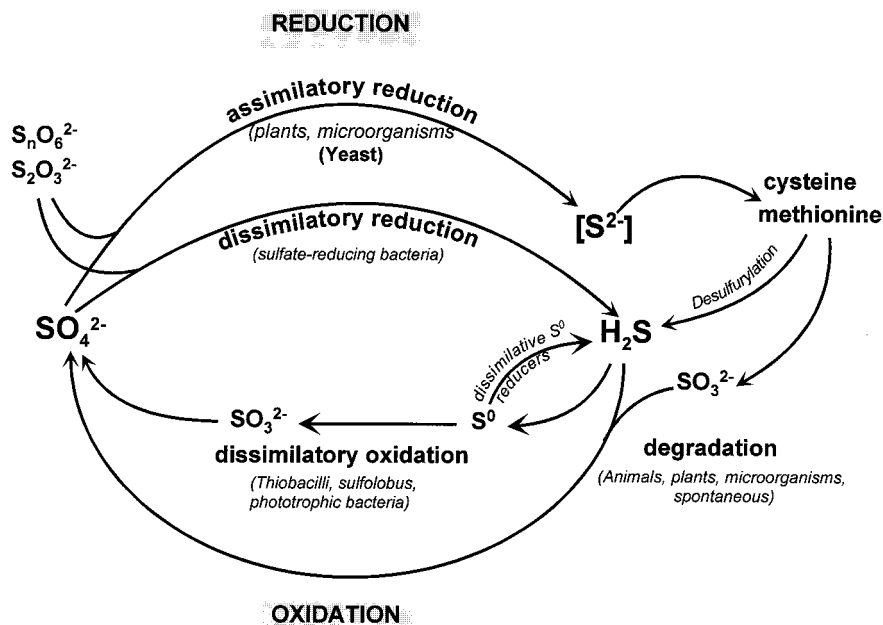 REDUCTION
assimilatory reduction
(plants, microorganisms
(Yeast)
SₙO₆²⁻
S₂O₃²⁻
dissimilatory reduction
(sulfate-reducing bacteria)
[S²⁻]
cysteine
methionine
Desulfurylation
SO₄²⁻
H₂S
dissimilative S⁰
reducers
SO₃²⁻
SO₃²⁻
S⁰
dissimilatory oxidation
(Thiobacilli, sulfolobus,
phototrophic bacteria)
degradation
(Animals, plants, microorganisms,
spontaneous)
OXIDATION